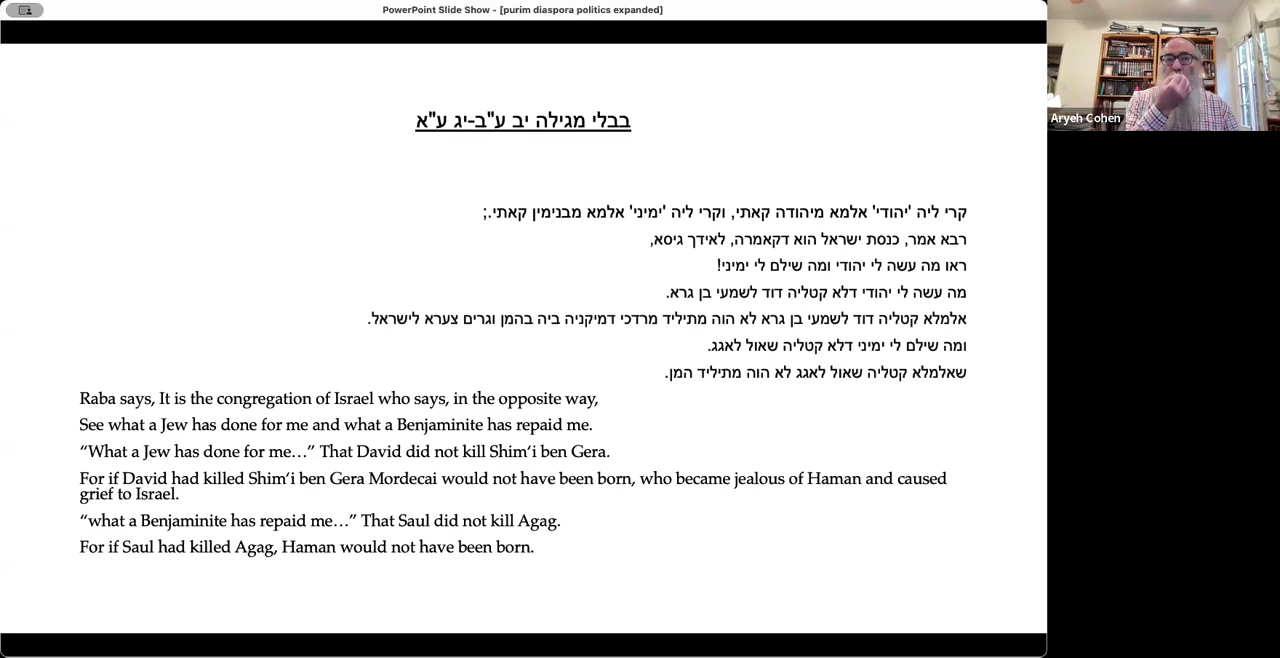 PowerPoint Slide Show - [purim diaspora politics expanded]
בבלי מגילה יב ע"ב-יג ע"א
קרי ליה 'יהודי' אלמא מיהודה קאתי, וקרי ליה 'ימיני' אלמא מבנימין קאתי.;
רבא אמר, כנסת ישראל הוא דקאמרה, לאידך גיסא,
ראו מה עשה לי יהודי ומה שילם לי ימיני!
מה עשה לי יהודי דלא קטליה דוד לשמעי בן גרא.
אלמלא קטליה דוד לשמעי בן גרא לא הוה מתיליד מרדכי דמיקניה ביה בהמן וגרים צערא לישראל.
ומה שילם לי ימיני דלא קטליה שאול לאגג.
שאלמלא קטליה שאול לאגג לא הוה מתיליד המן.
Raba says, It is the congregation of Israel who says, in the opposite way,
See what a Jew has done for me and what a Benjaminite has repaid me.
“What a Jew has done for me…” That David did not kill Shim‘i ben Gera.
For if David had killed Shim‘i ben Gera Mordecai would not have been born, who became jealous of Haman and caused
grief to Israel.
“what a Benjaminite has repaid me…” That Saul did not kill Agag.
For if Saul had killed Agag, Haman would not have been born.
Aryeh Cohen